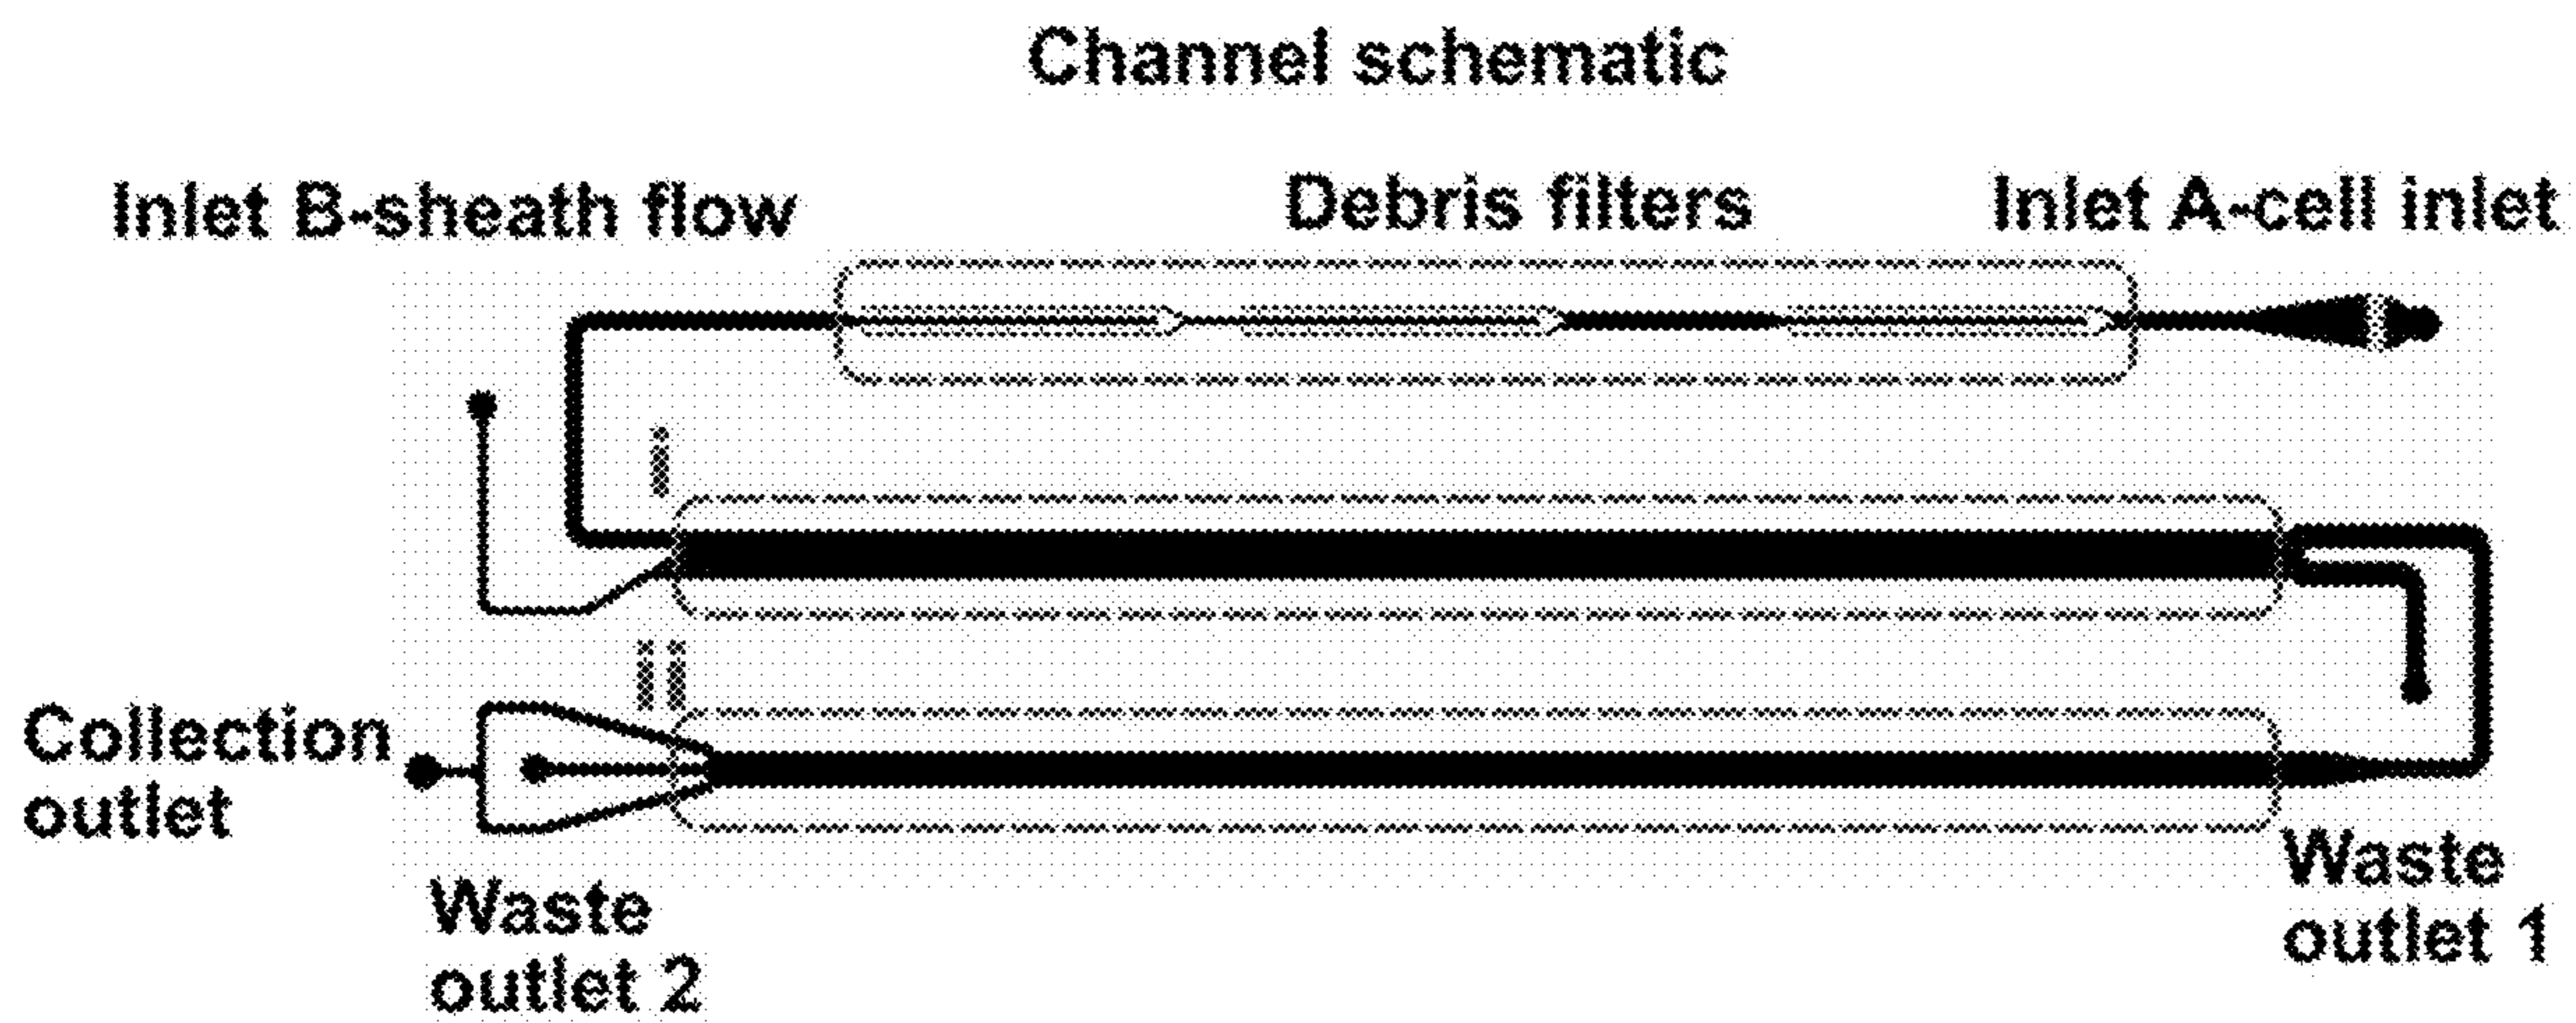 Channel schematic
Inlet B-sheath flow
Debris filters
Inlet A-cell inlet
i
ii
Collection
outlet
Waste
outlet 2
Waste
outlet 1